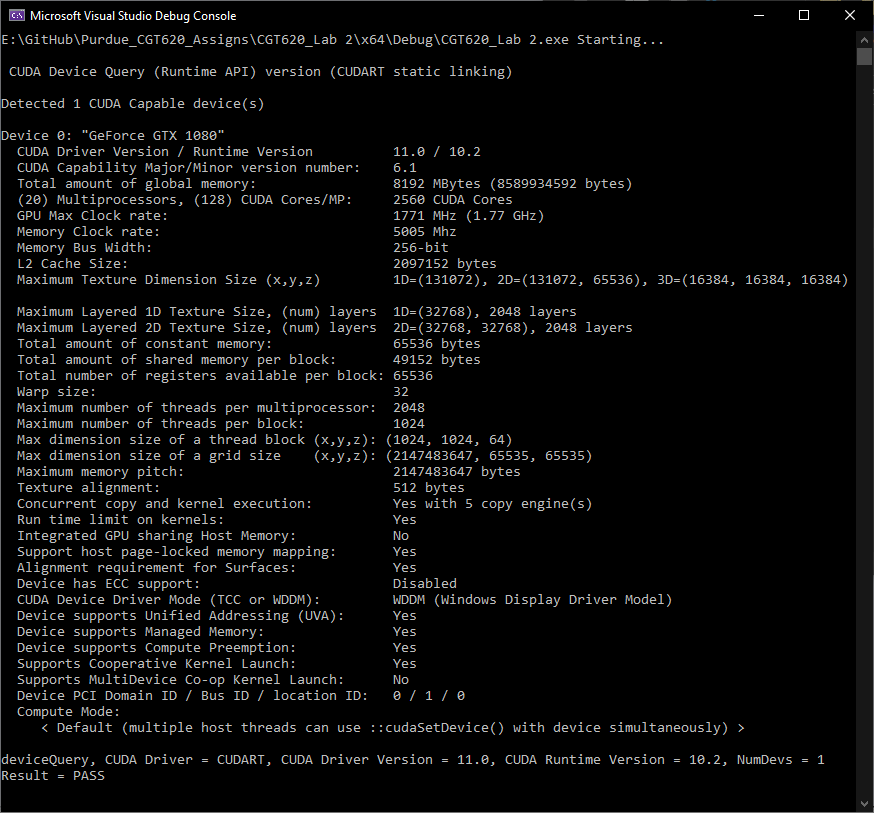 Microsoft Visual Studio Debug Console
E:\GitHub\Purdue_CGT620_Assigns\CGT620_Lab 2\x64\Debug\CGT620_Lab 2.exe Starting...
CUDA Device Query (Runtime API) version (CUDART static linking)
Detected 1 CUDA Capable device(s)
Device 0: "GeForce GTX 1080"
CUDA Driver Version / Runtime Version          11.0 / 10.2
CUDA Capability Major/Minor version number:    6.1
Total amount of global memory:                 8192 MBytes (8589934592 bytes)
(20) Multiprocessors, (128) CUDA Cores/MP:     2560 CUDA Cores
GPU Max Clock rate:                            1771 MHz (1.77 GHz)
Memory Clock rate:                             5005 Mhz
Memory Bus Width:                              256-bit
L2 Cache Size:                                 2097152 bytes
Maximum Texture Dimension Size (x,y,z)         1D=(131072), 2D=(131072, 65536), 3D=(16384, 16384, 16384)
Maximum Layered 1D Texture Size, (num) layers  1D=(32768), 2048 layers
Maximum Layered 2D Texture Size, (num) layers  2D=(32768, 32768), 2048 layers
Total amount of constant memory:               65536 bytes
Total amount of shared memory per block:       49152 bytes
Total number of registers available per block: 65536
Warp size:                                     32
Maximum number of threads per multiprocessor:  2048
Maximum number of threads per block:           1024
Max dimension size of a thread block (x,y,z): (1024, 1024, 64)
Max dimension size of a grid size    (x,y,z): (2147483647, 65535, 65535)
Maximum memory pitch:                          2147483647 bytes
Texture alignment:                             512 bytes
Concurrent copy and kernel execution:          Yes with 5 copy engine(s)
Run time limit on kernels:                     Yes
Integrated GPU sharing Host Memory:            No
Support host page-locked memory mapping:       Yes
Alignment requirement for Surfaces:            Yes
Device has ECC support:                        Disabled
CUDA Device Driver Mode (TCC or WDDM):         WDDM (Windows Display Driver Model)
Device supports Unified Addressing (UVA):      Yes
Device supports Managed Memory:                Yes
Device supports Compute Preemption:            Yes
Supports Cooperative Kernel Launch:            Yes
Supports MultiDevice Co-op Kernel Launch:      No
Device PCI Domain ID / Bus ID / location ID:   0 / 1 / 0
Compute Mode:
< Default (multiple host threads can use ::cudaSetDevice() with device simultaneously) >
deviceQuery, CUDA Driver = CUDART, CUDA Driver Version = 11.0, CUDA Runtime Version = 10.2, NumDevs = 1
Result = PASS